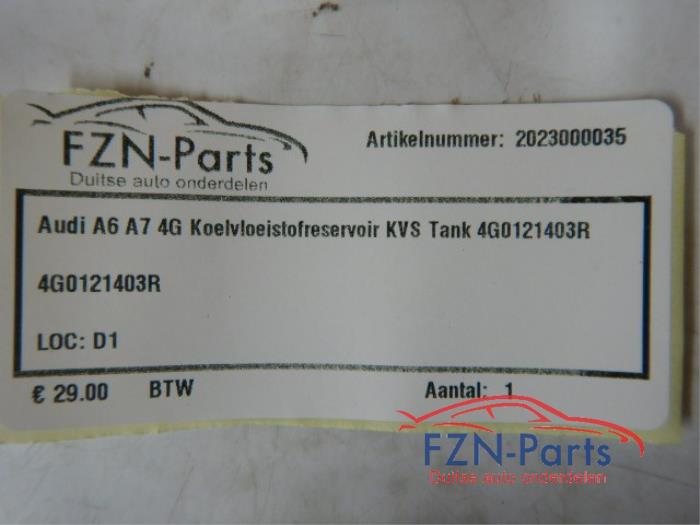 FZN-Parts
Duitse auto onderdelen
Artikelnummer: 2023000035
Audi A6 A7 4G Koelvloeistofreservoir KVS Tank 4G0121403R
4G0121403R
LOC: D1
€ 29.00 BTW Aantal: 1
FZN-Parts
Duitse auto onderdelen